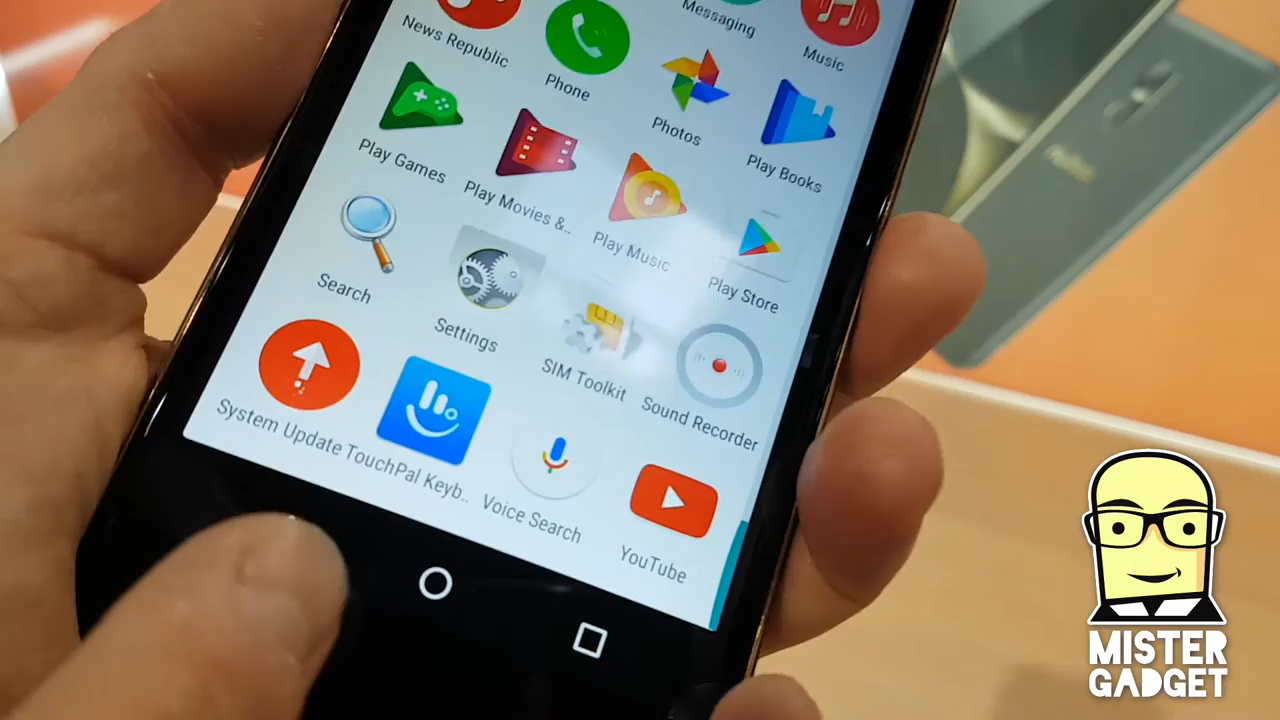 News Republic
Phone
Messaging
Music
Play Games
Play Movies &..
Photos
Play Books
Search
Settings
Play Music
Play Store
System Update
TouchPal Keyb..
SIM Toolkit
Sound Recorder
Voice Search
YouTube
MISTER
GADGET